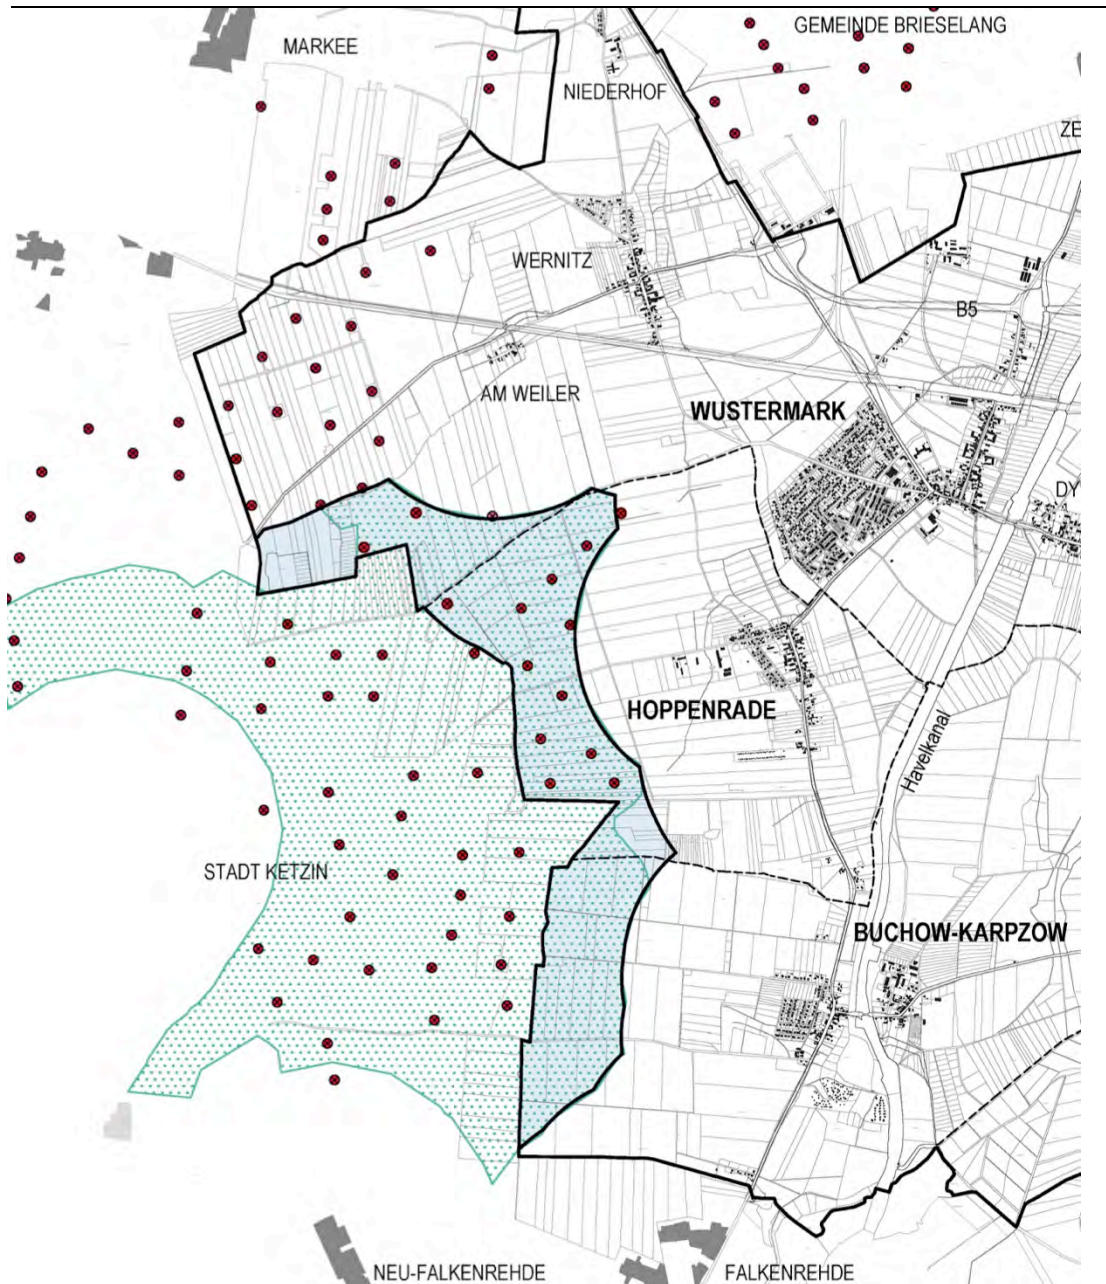 GEMEINDE BRIESELANG
MARKEE
NIEDERHOF
ZE
WERNITZ
B5
AM WEILER
WUSTERMARK
DY
HOPPENRADE
Havelkanal
STADT KETZIN
BUCHOW-KARPZOW
NEU-FALKENREHDE
FALKENREHDE